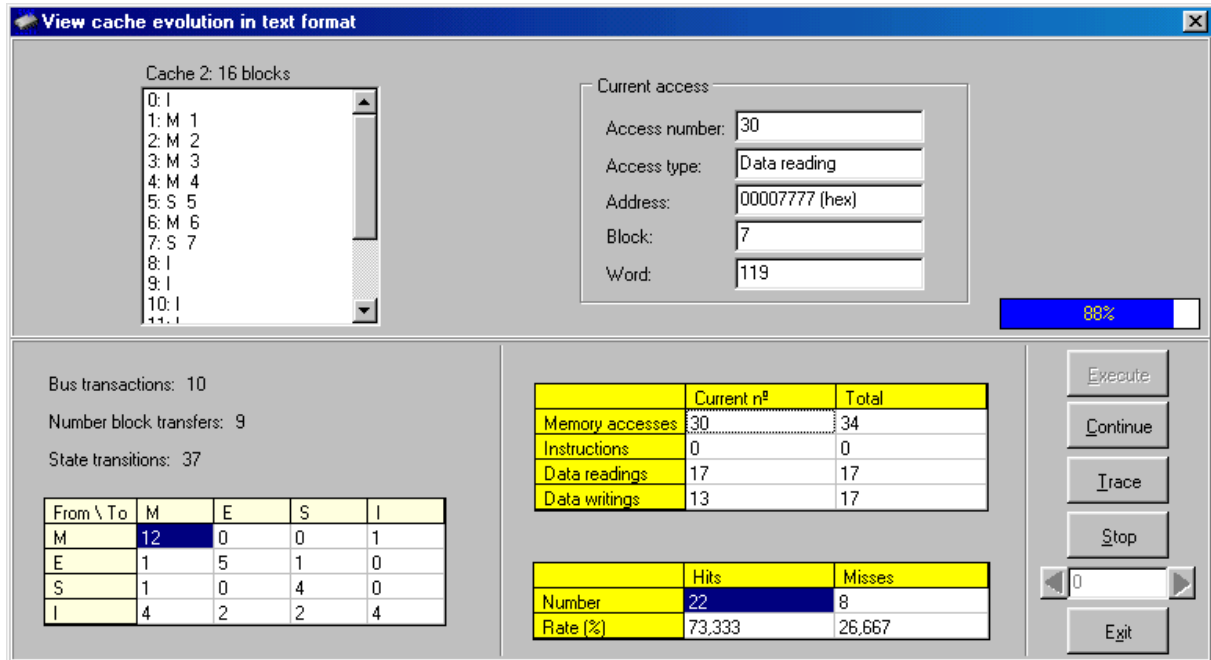 View cache evolution in text format
Cache 2: 16 blocks
0: I
1: M 1
2: M 2
3: M 3
4: M 4
5: S 5
6: M 6
7: S 7
8: I
9: I
10: I
11: I
Current access
Access number: 30
Access type: Data reading
Address: 00007777 (hex)
Block: 7
Word: 119
88%
Bus transactions: 10
Number block transfers: 9
State transitions: 37
From \ To M E S I
M 12 0 0 1
E 1 5 1 0
S 1 0 4 0
I 4 2 2 4
Current nº Total
Memory accesses 30 34
Instructions 0 0
Data readings 17 17
Data writings 13 17
Hits Misses
Number 22 8
Rate (%) 73,333 26,667
Execute
Continue
Trace
Stop
0
Exit